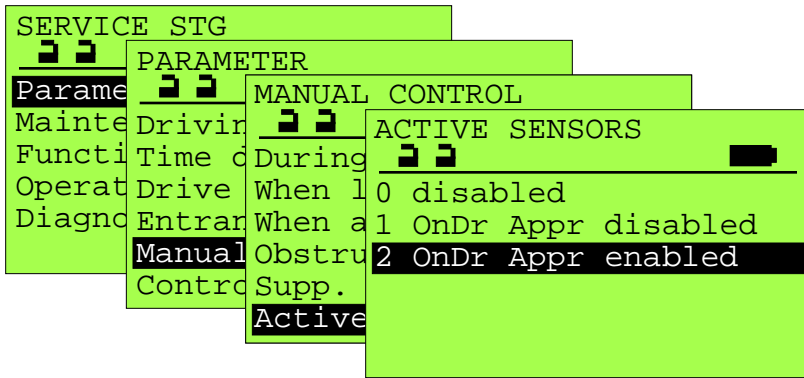 SERVICE STG
Parame
Mainte
Functi
Operat
Diagno
PARAMETER
Drivin
Time d
Drive
Entran
Manual
Contro
MANUAL CONTROL
During
When l
When a
Obstru
Supp.
Active
ACTIVE SENSORS
0 disabled
1 OnDr Appr disabled
2 OnDr Appr enabled